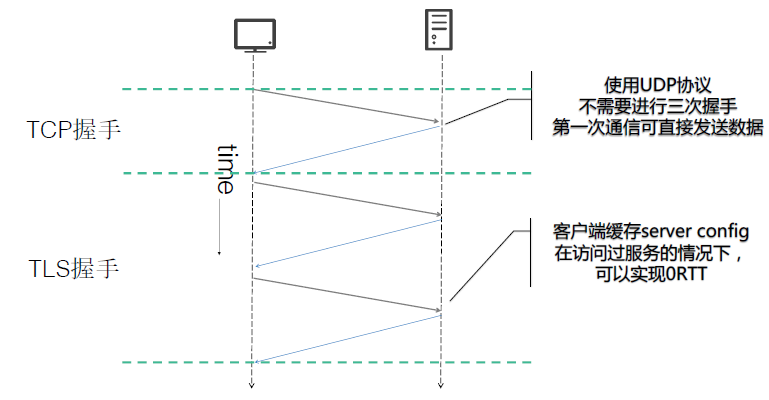 使用UDP协议
不需要进行三次握手
第一次通信可直接发送数据
TCP握手
time
客户端缓存server config
在访问过服务的情况下，
可以实现0RTT
TLS握手